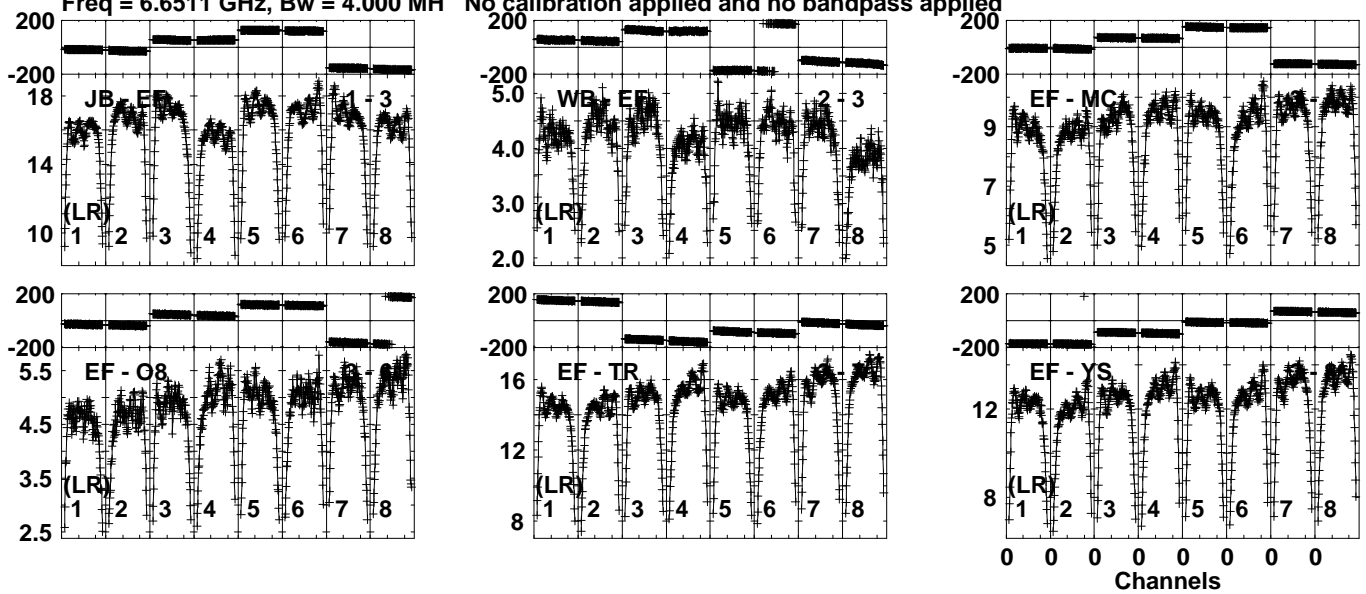 Freq = 6.6511 GHz, Bw = 4.000 MH No calibration applied and no bandpass applied
200
-200
18
14
10
JB - EF
1 - 3
(LR)
1 2 3 4 5 6 7 8
5.0
4.0
3.0
2.0
WB - EF
2 - 3
(LR)
1 2 3 4 5 6 7 8
200
-200
9
7
5
EF - MC
(LR)
1 2 3 4 5 6 7 8
200
-200
5.5
4.5
3.5
2.5
EF - O8
(LR)
1 2 3 4 5 6 7 8
200
-200
16
12
8
EF - TR
(LR)
1 2 3 4 5 6 7 8
200
-200
12
8
EF - YS
(LR)
1 2 3 4 5 6 7 8
0 0 0 0 0 0 0 0
Channels